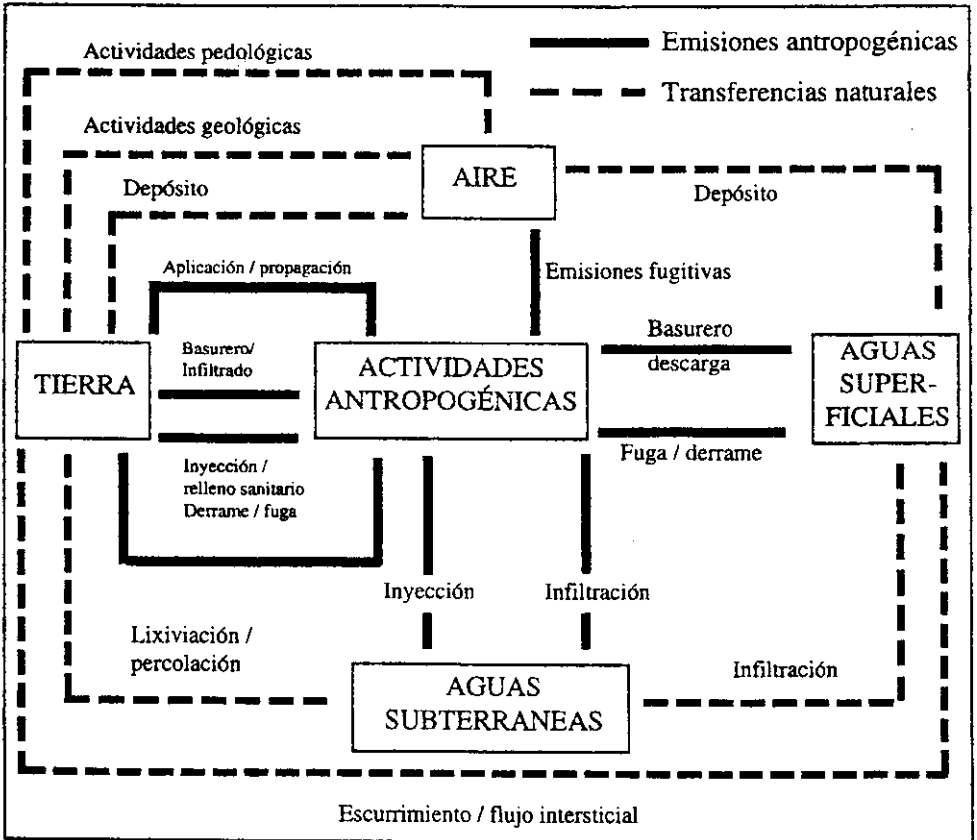 Actividades pedológicas
Emisiones antropogénicas
Transferencias naturales
Actividades geológicas
AIRE
Depósito
Depósito
Aplicación / propagación
Emisiones fugitivas
Basurero/
Infiltrado
Basurero
descarga
TIERRA
ACTIVIDADES
ANTROPOGÉNICAS
AGUAS
SUPER-
FICIALES
Inyección /
relleno sanitario
Derrame / fuga
Fuga / derrame
Inyección
Infiltración
Lixiviación /
percolación
AGUAS
SUBTERRANEAS
Infiltración
Escurrimiento / flujo intersticial